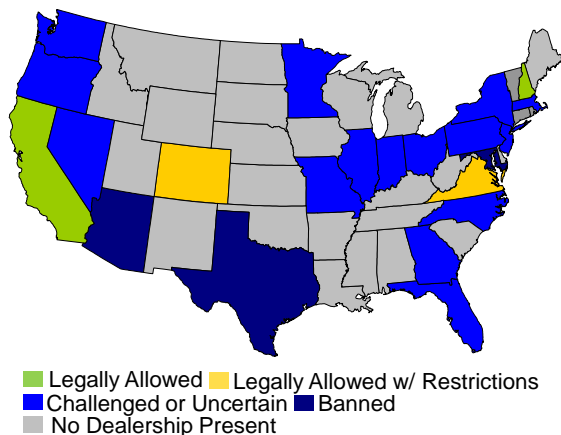 Legally Allowed Legally Allowed w/ Restrictions
Challenged or Uncertain Banned
No Dealership Present